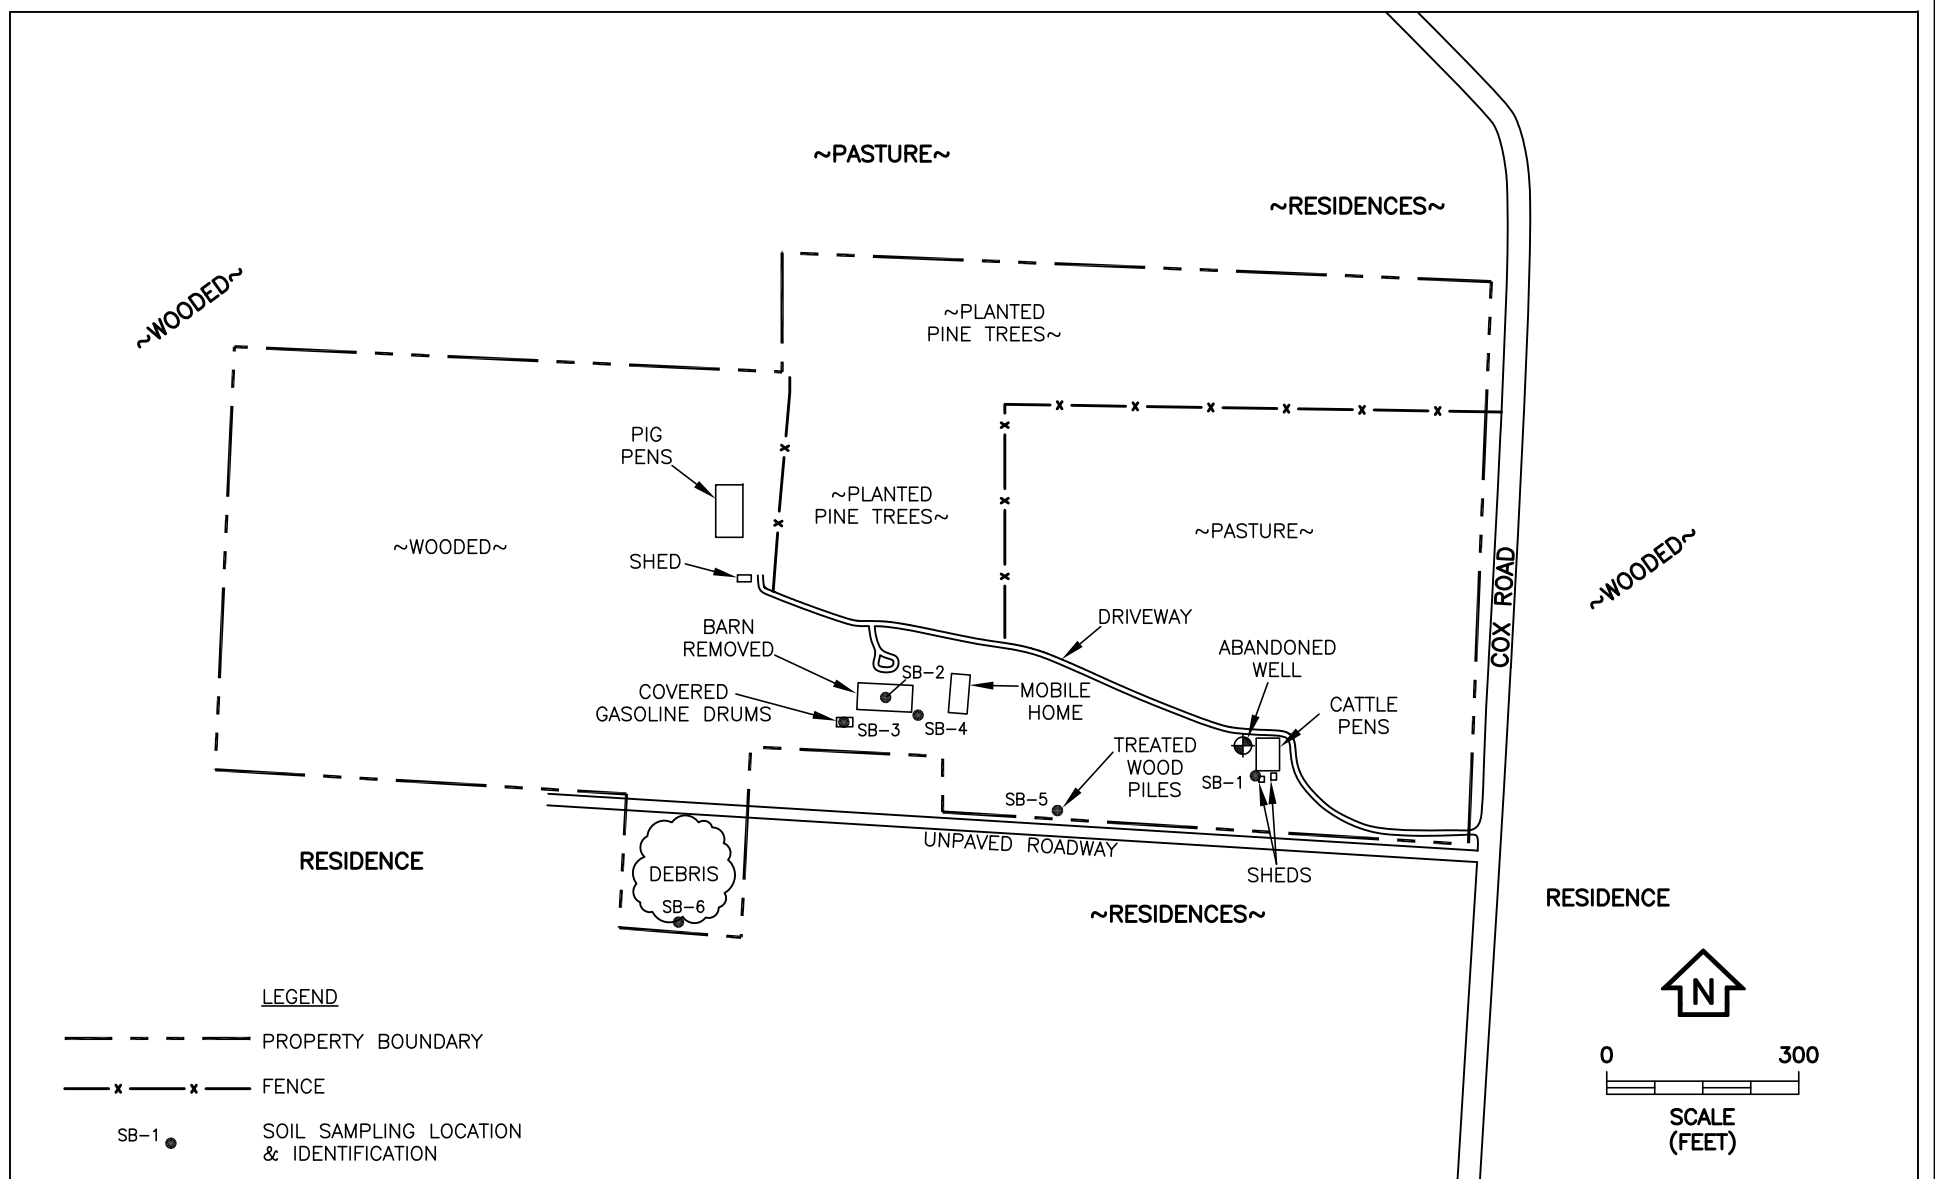 ~PASTURE~
~RESIDENCES~
~WOODED~
~PLANTED
PINE TREES~
PIG
PENS
~PLANTED
PINE TREES~
~PASTURE~
~WOODED~
~WOODED~
SHED
COX ROAD
DRIVEWAY
BARN
REMOVED
ABANDONED
WELL
SB-2
COVERED
GASOLINE DRUMS
MOBILE
HOME
CATTLE
PENS
SB-3
SB-4
TREATED
WOOD
PILES
SB-1
SB-5
UNPAVED ROADWAY
RESIDENCE
DEBRIS
SHEDS
SB-6
~RESIDENCES~
RESIDENCE
LEGEND
PROPERTY BOUNDARY
FENCE
SB-1
SOIL SAMPLING LOCATION
& IDENTIFICATION
N
0 300
SCALE
(FEET)